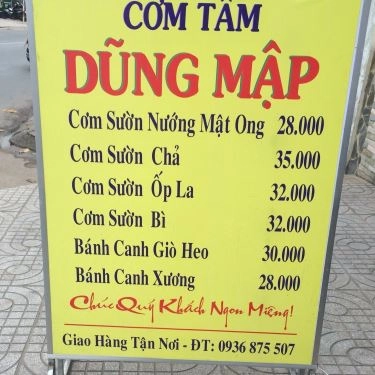 CƠM TẤM
DŨNG MẬP
Cơm Sườn Nướng Mật Ong 28.000
Cơm Sườn Chả 35.000
Cơm Sườn Ốp La 32.000
Cơm Sườn Bì 32.000
Bánh Canh Giò Heo 30.000
Bánh Canh Xương 28.000
Chúc Quý Khách Ngon Miệng!
Giao Hàng Tận Nơi - ĐT: 0936 875 507